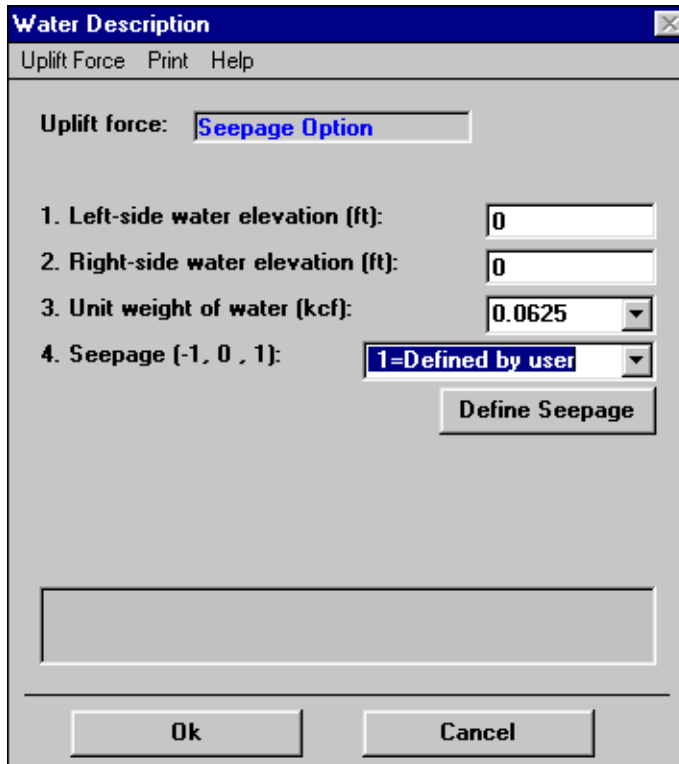 Water Description
Uplift Force Print Help
Uplift force: Seepage Option
1. Left-side water elevation (ft): 0
2. Right-side water elevation (ft): 0
3. Unit weight of water (kcf): 0.0625
4. Seepage (-1, 0 , 1): 1=Defined by user
Define Seepage
Ok Cancel